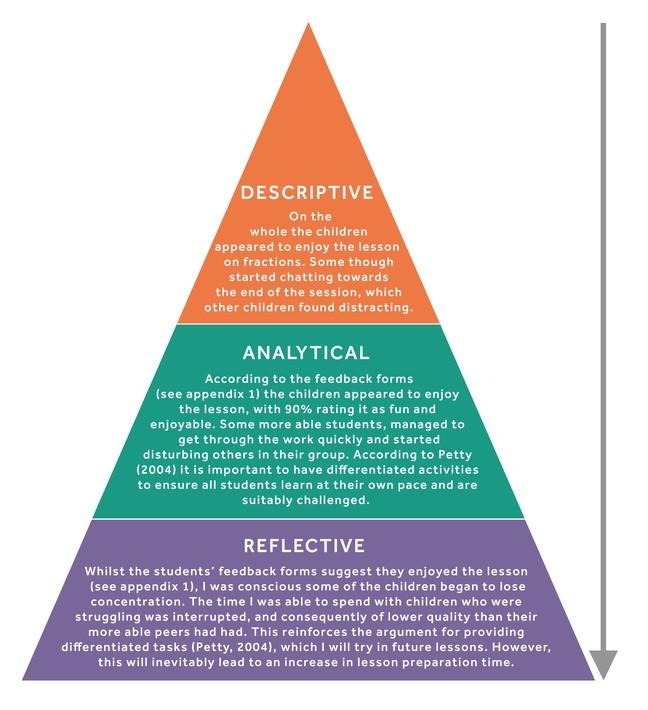 DESCRIPTIVE
On the
whole the children
appeared to enjoy the lesson
on fractions. Some though
started chatting towards
the end of the session, which
other children found distracting.
ANALYTICAL
According to the feedback forms
(see appendix 1) the children appeared to enjoy
the lesson, with 90% rating it as fun and
enjoyable. Some more able students, managed to
get through the work quickly and started
disturbing others in their group. According to Petty
(2004) it is important to have differentiated activities
to ensure all students learn at their own pace and are
suitably challenged.
REFLECTIVE
Whilst the students’ feedback forms suggest they enjoyed the lesson
(see appendix 1), I was conscious some of the children began to lose
concentration. The time I was able to spend with children who were
struggling was interrupted, and consequently of lower quality than their
more able peers had had. This reinforces the argument for providing
differentiated tasks (Petty, 2004), which I will try in future lessons. However,
this will inevitably lead to an increase in lesson preparation time.